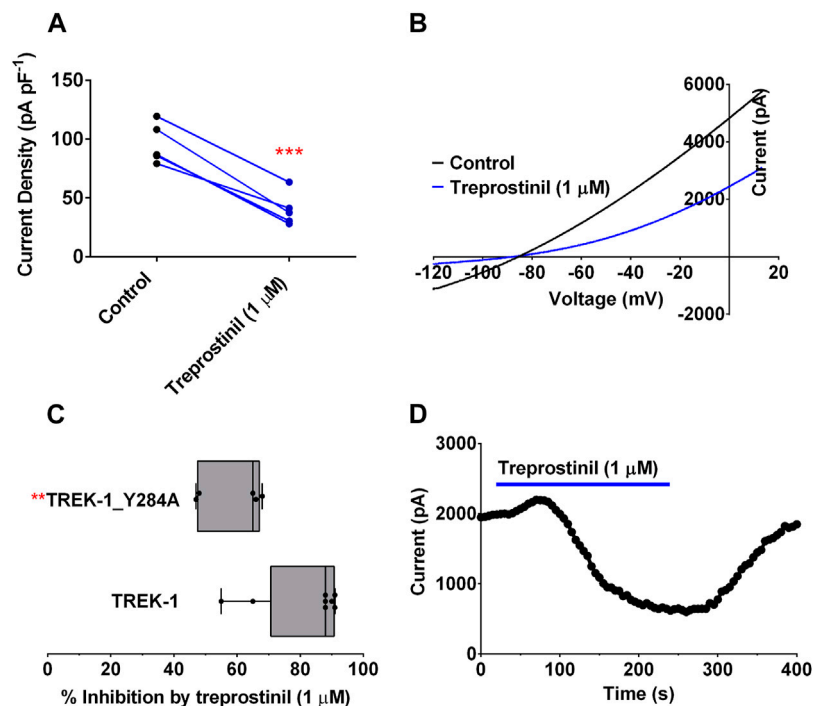 A
Current Density (pA pF-1)
150
100
50
0
***
Control
Treprostinil (1 μM)
B
6000
4000
2000
-2000
Current (pA)
Control
Treprostinil (1 μM)
-120 -100 -80 -60 -40 -20 20
Voltage (mV)
C
**TREK-1_Y284A
TREK-1
0 20 40 60 80 100
% Inhibition by treprostinil (1 μM)
D
Current (pA)
3000
2000
1000
0
Treprostinil (1 μM)
0 100 200 300 400
Time (s)